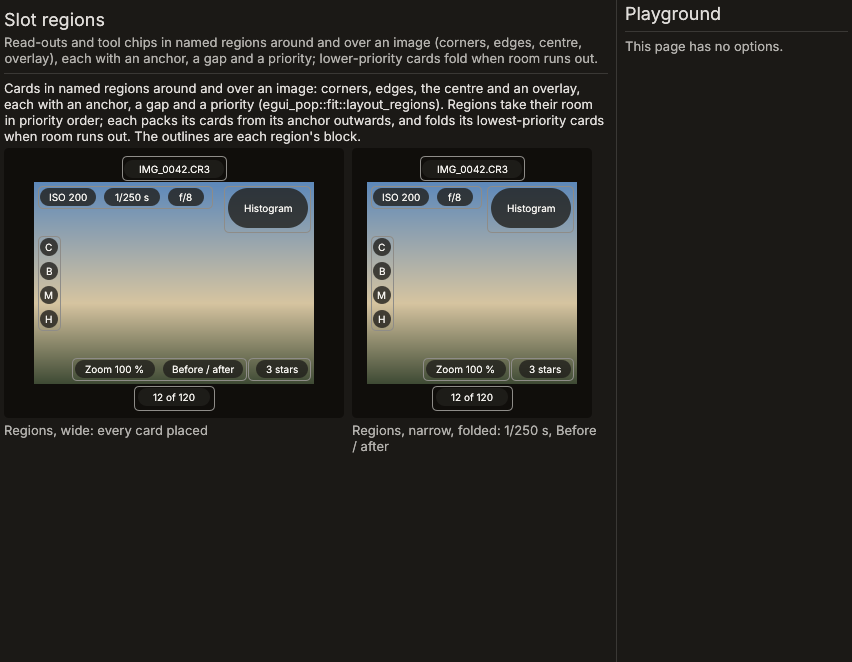 Slot regions
Read-outs and tool chips in named regions around and over an image (corners, edges, centre,
overlay), each with an anchor, a gap and a priority; lower-priority cards fold when room runs out.
Cards in named regions around and over an image: corners, edges, the centre and an overlay,
each with an anchor, a gap and a priority (egui_pop::fit::layout_regions). Regions take their room
in priority order; each packs its cards from its anchor outwards, and folds its lowest-priority cards
when room runs out. The outlines are each region's block.
IMG_0042.CR3
ISO 200
1/250 s
f/8
Histogram
C
B
M
H
Zoom 100 %
Before / after
3 stars
12 of 120
Regions, wide: every card placed
IMG_0042.CR3
ISO 200
f/8
Histogram
C
B
M
H
Zoom 100 %
3 stars
12 of 120
Regions, narrow, folded: 1/250 s, Before
/ after
Playground
This page has no options.